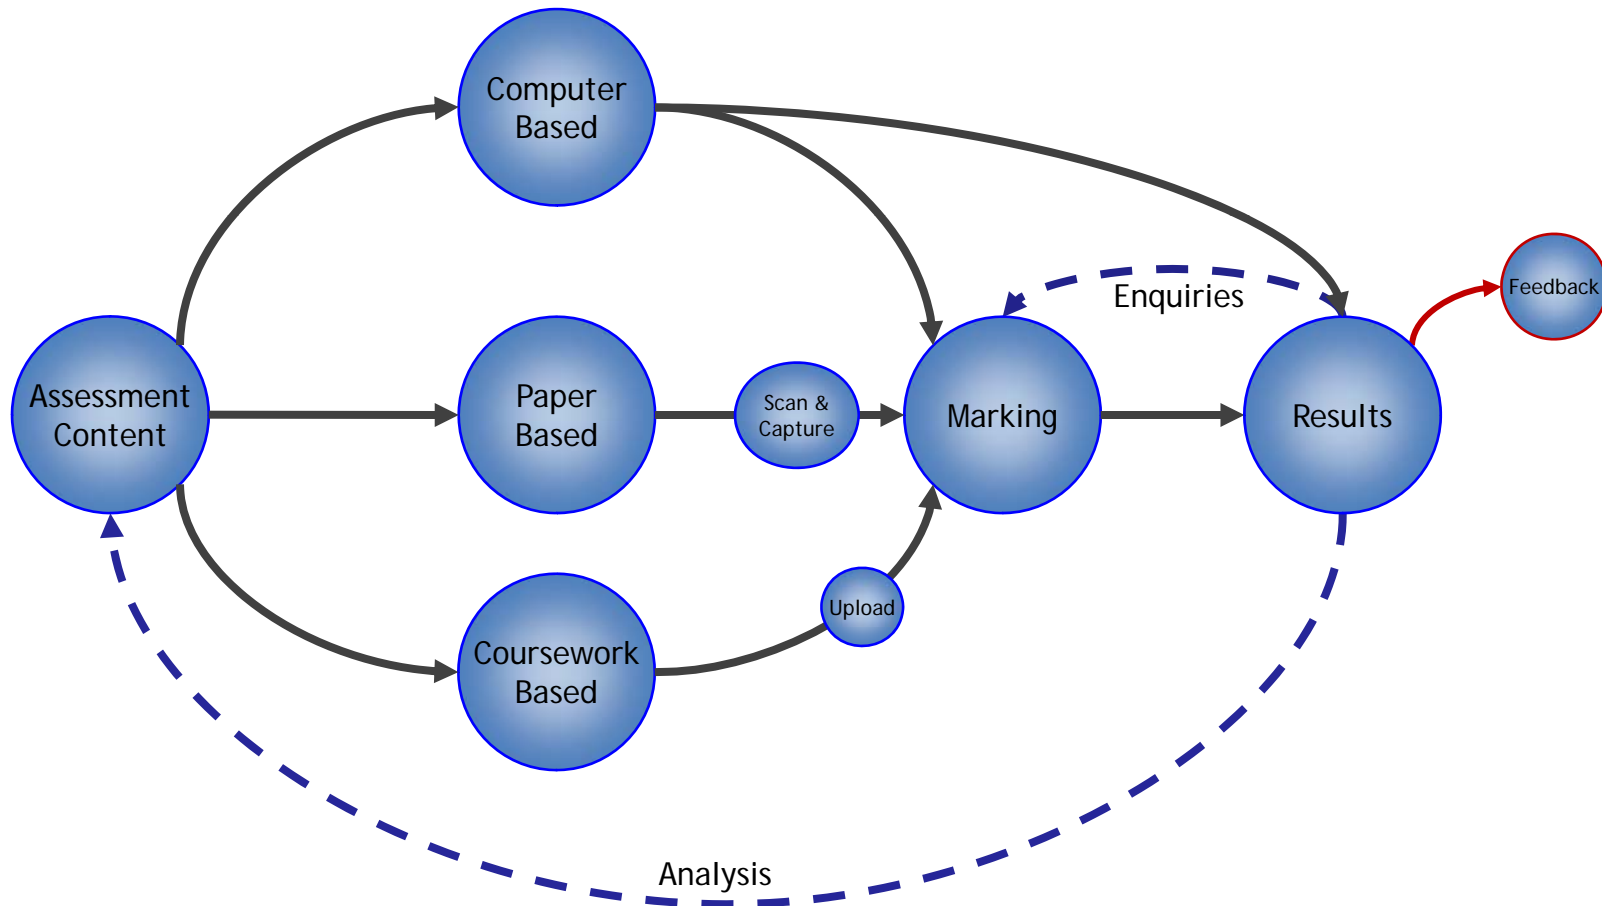 Computer
Based
Enquiries
Feedback
Assessment
Content
Paper
Based
Scan &
Capture
Marking
Results
Upload
Coursework
Based
Analysis